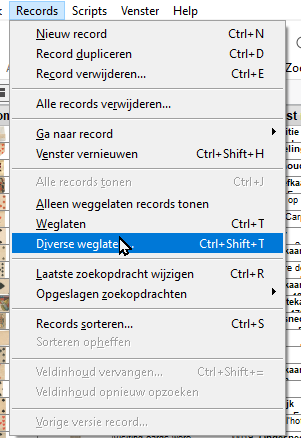 Records Scripts Venster Help
Nieuw record Ctrl+N
Record dupliceren Ctrl+D
Record verwijderen... Ctrl+E
Alle records verwijderen...
Ga naar record
Venster vernieuwen Ctrl+Shift+H
Alle records tonen Ctrl+J
Alleen weggelaten records tonen
Weglaten Ctrl+T
Diverse weglate Ctrl+Shift+T
Laatste zoekopdracht wijzigen Ctrl+R
Opgeslagen zoekopdrachten
Records sorteren... Ctrl+S
Sorteren opheffen
Veldinhoud vervangen... Ctrl+Shift+=
Veldinhoud opnieuw opzoeken
Vorige versie record...